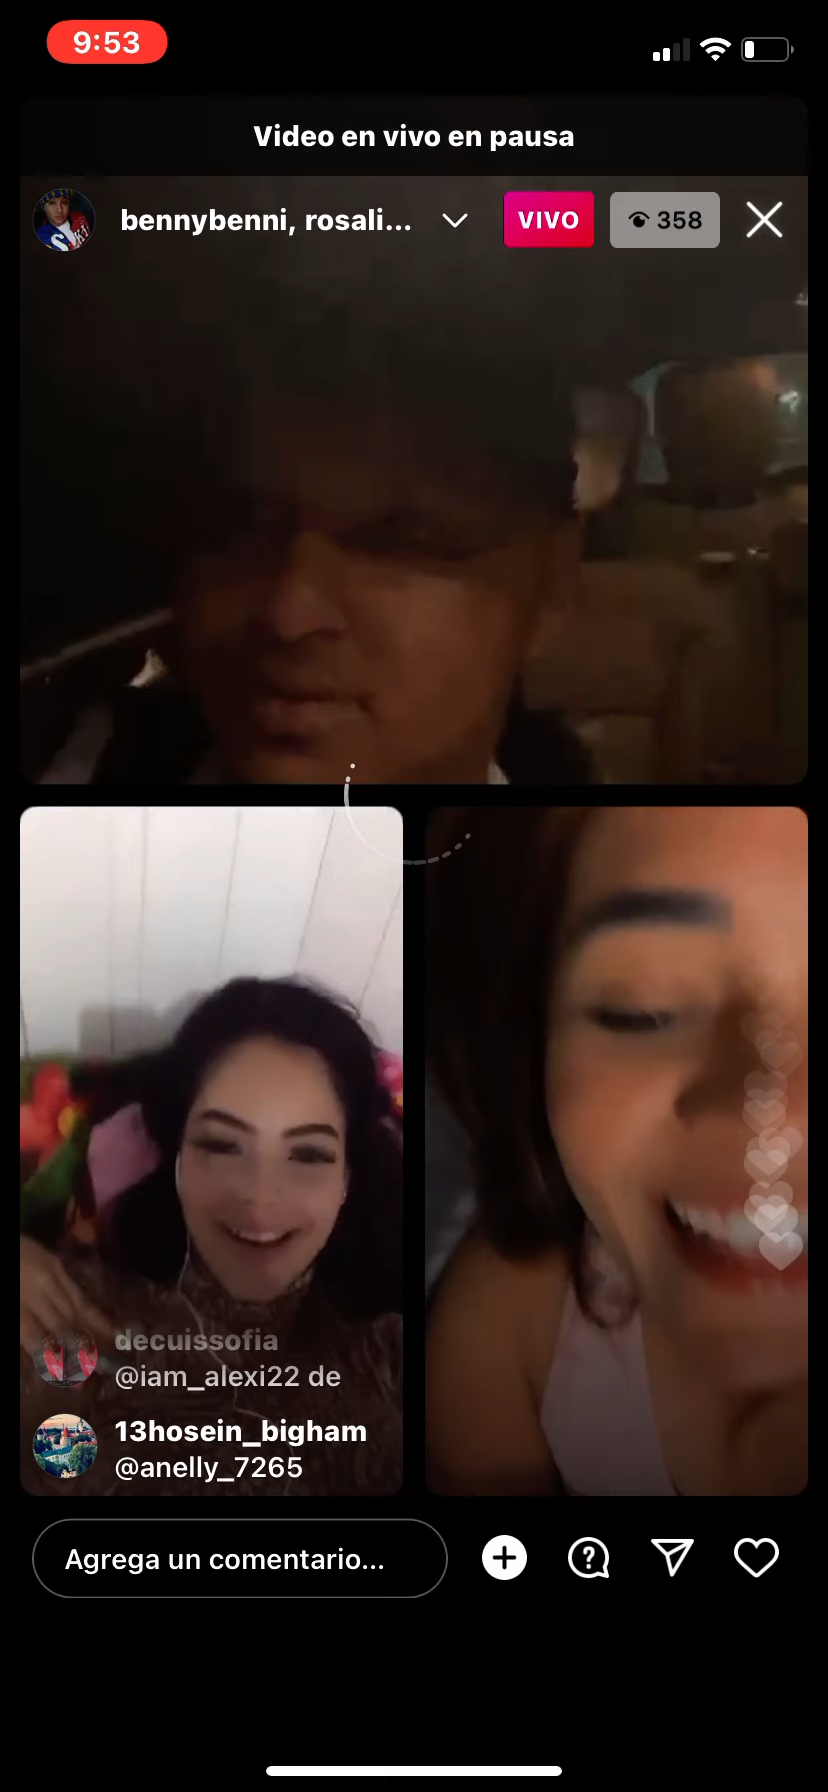 9:53
Video en vivo en pausa
bennybenni, rosali...
VIVO
358
decuissofia
@iam_alexi22 de
13hosein_bigham
@anelly_7265
Agrega un comentario...